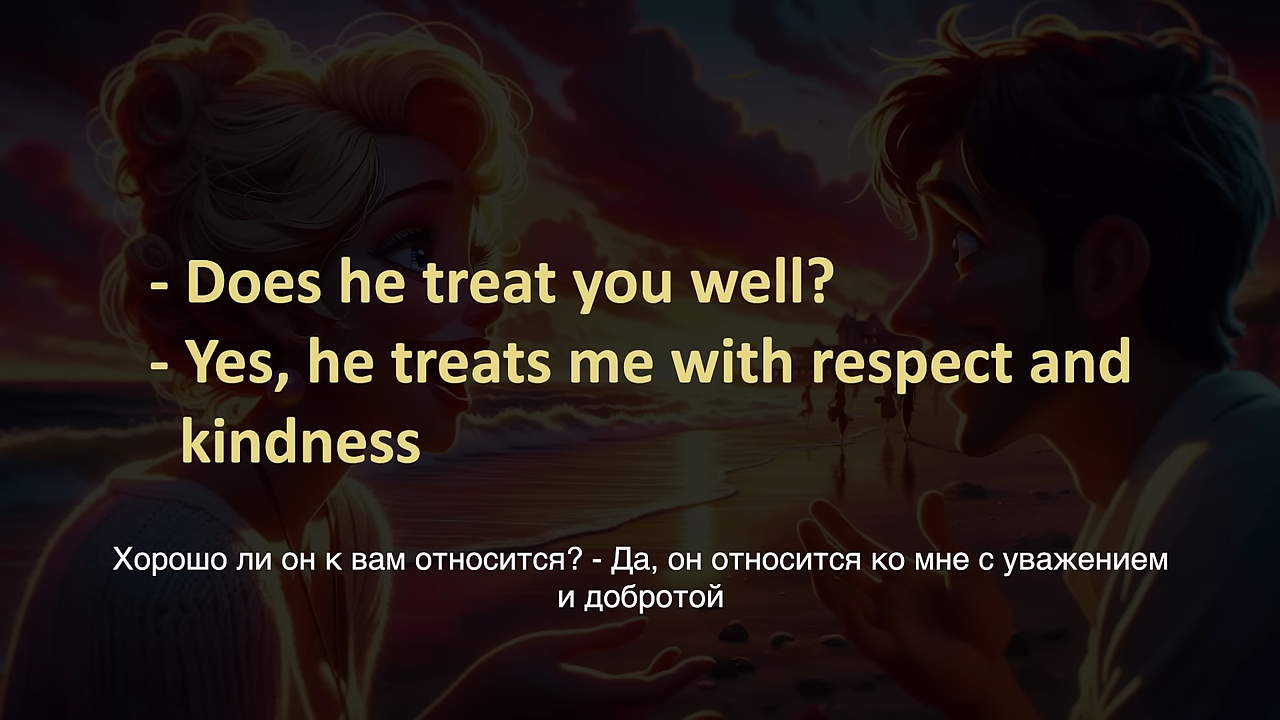 - Does he treat you well?
- Yes, he treats me with respect and
kindness
Хорошо ли он к вам относится? - Да, он относится ко мне с уважением
и добротой